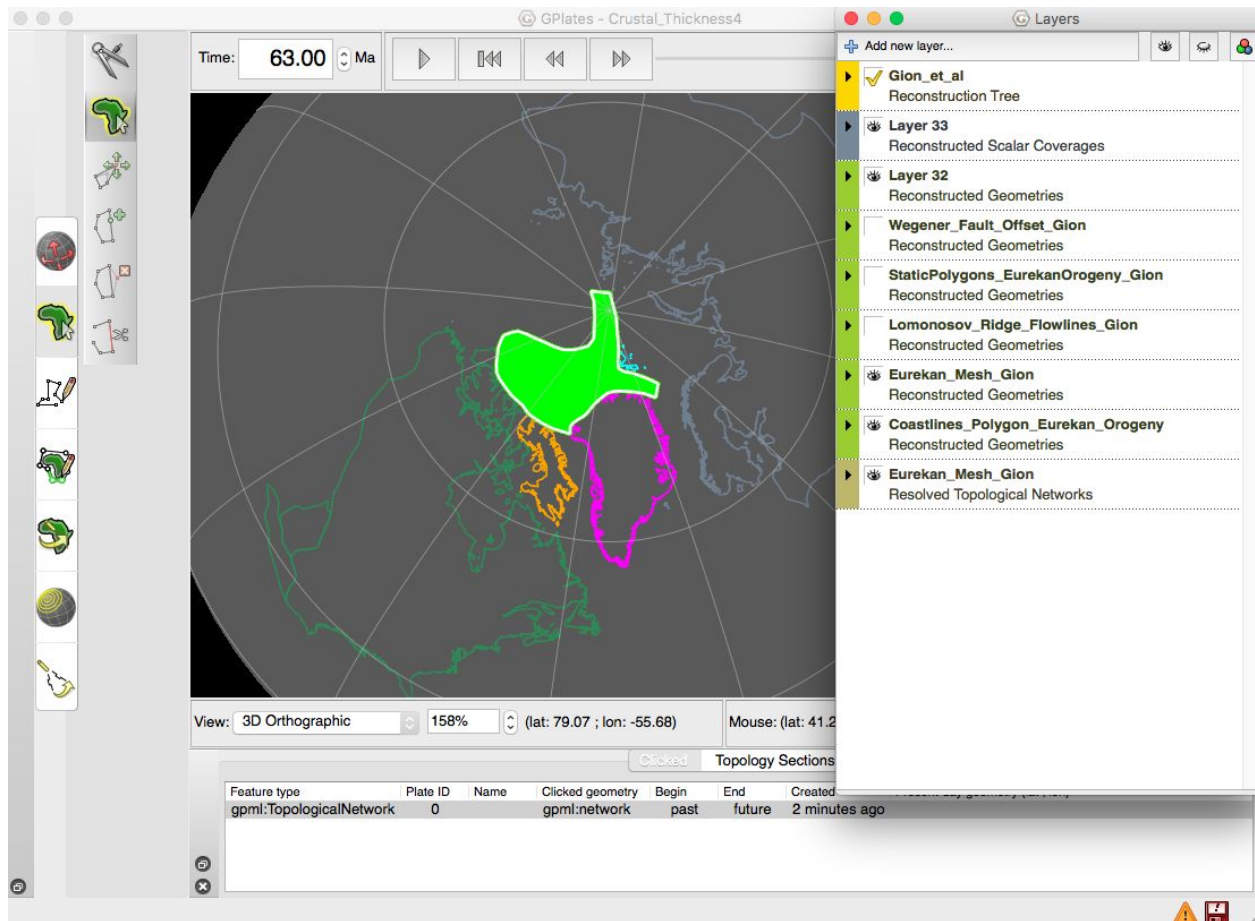 GPlates - Crustal_Thickness4
Layers
Time: 63.00 Ma
Add new layer...
Gion_et_al
Reconstruction Tree
Layer 33
Reconstructed Scalar Coverages
Layer 32
Reconstructed Geometries
Wegener_Fault_Offset_Gion
Reconstructed Geometries
StaticPolygons_EurekanOrogeny_Gion
Reconstructed Geometries
Lomonosov_Ridge_Flowlines_Gion
Reconstructed Geometries
Eurekan_Mesh_Gion
Reconstructed Geometries
Coastlines_Polygon_Eurekan_Orogeny
Reconstructed Geometries
Eurekan_Mesh_Gion
Resolved Topological Networks
View: 3D Orthographic 158% (lat: 79.07 ; lon: -55.68) Mouse: (lat: 41.2
Clicked Topology Sections
Feature type Plate ID Name Clicked geometry Begin End Created
gpml:TopologicalNetwork 0 gpml:network past future 2 minutes ago